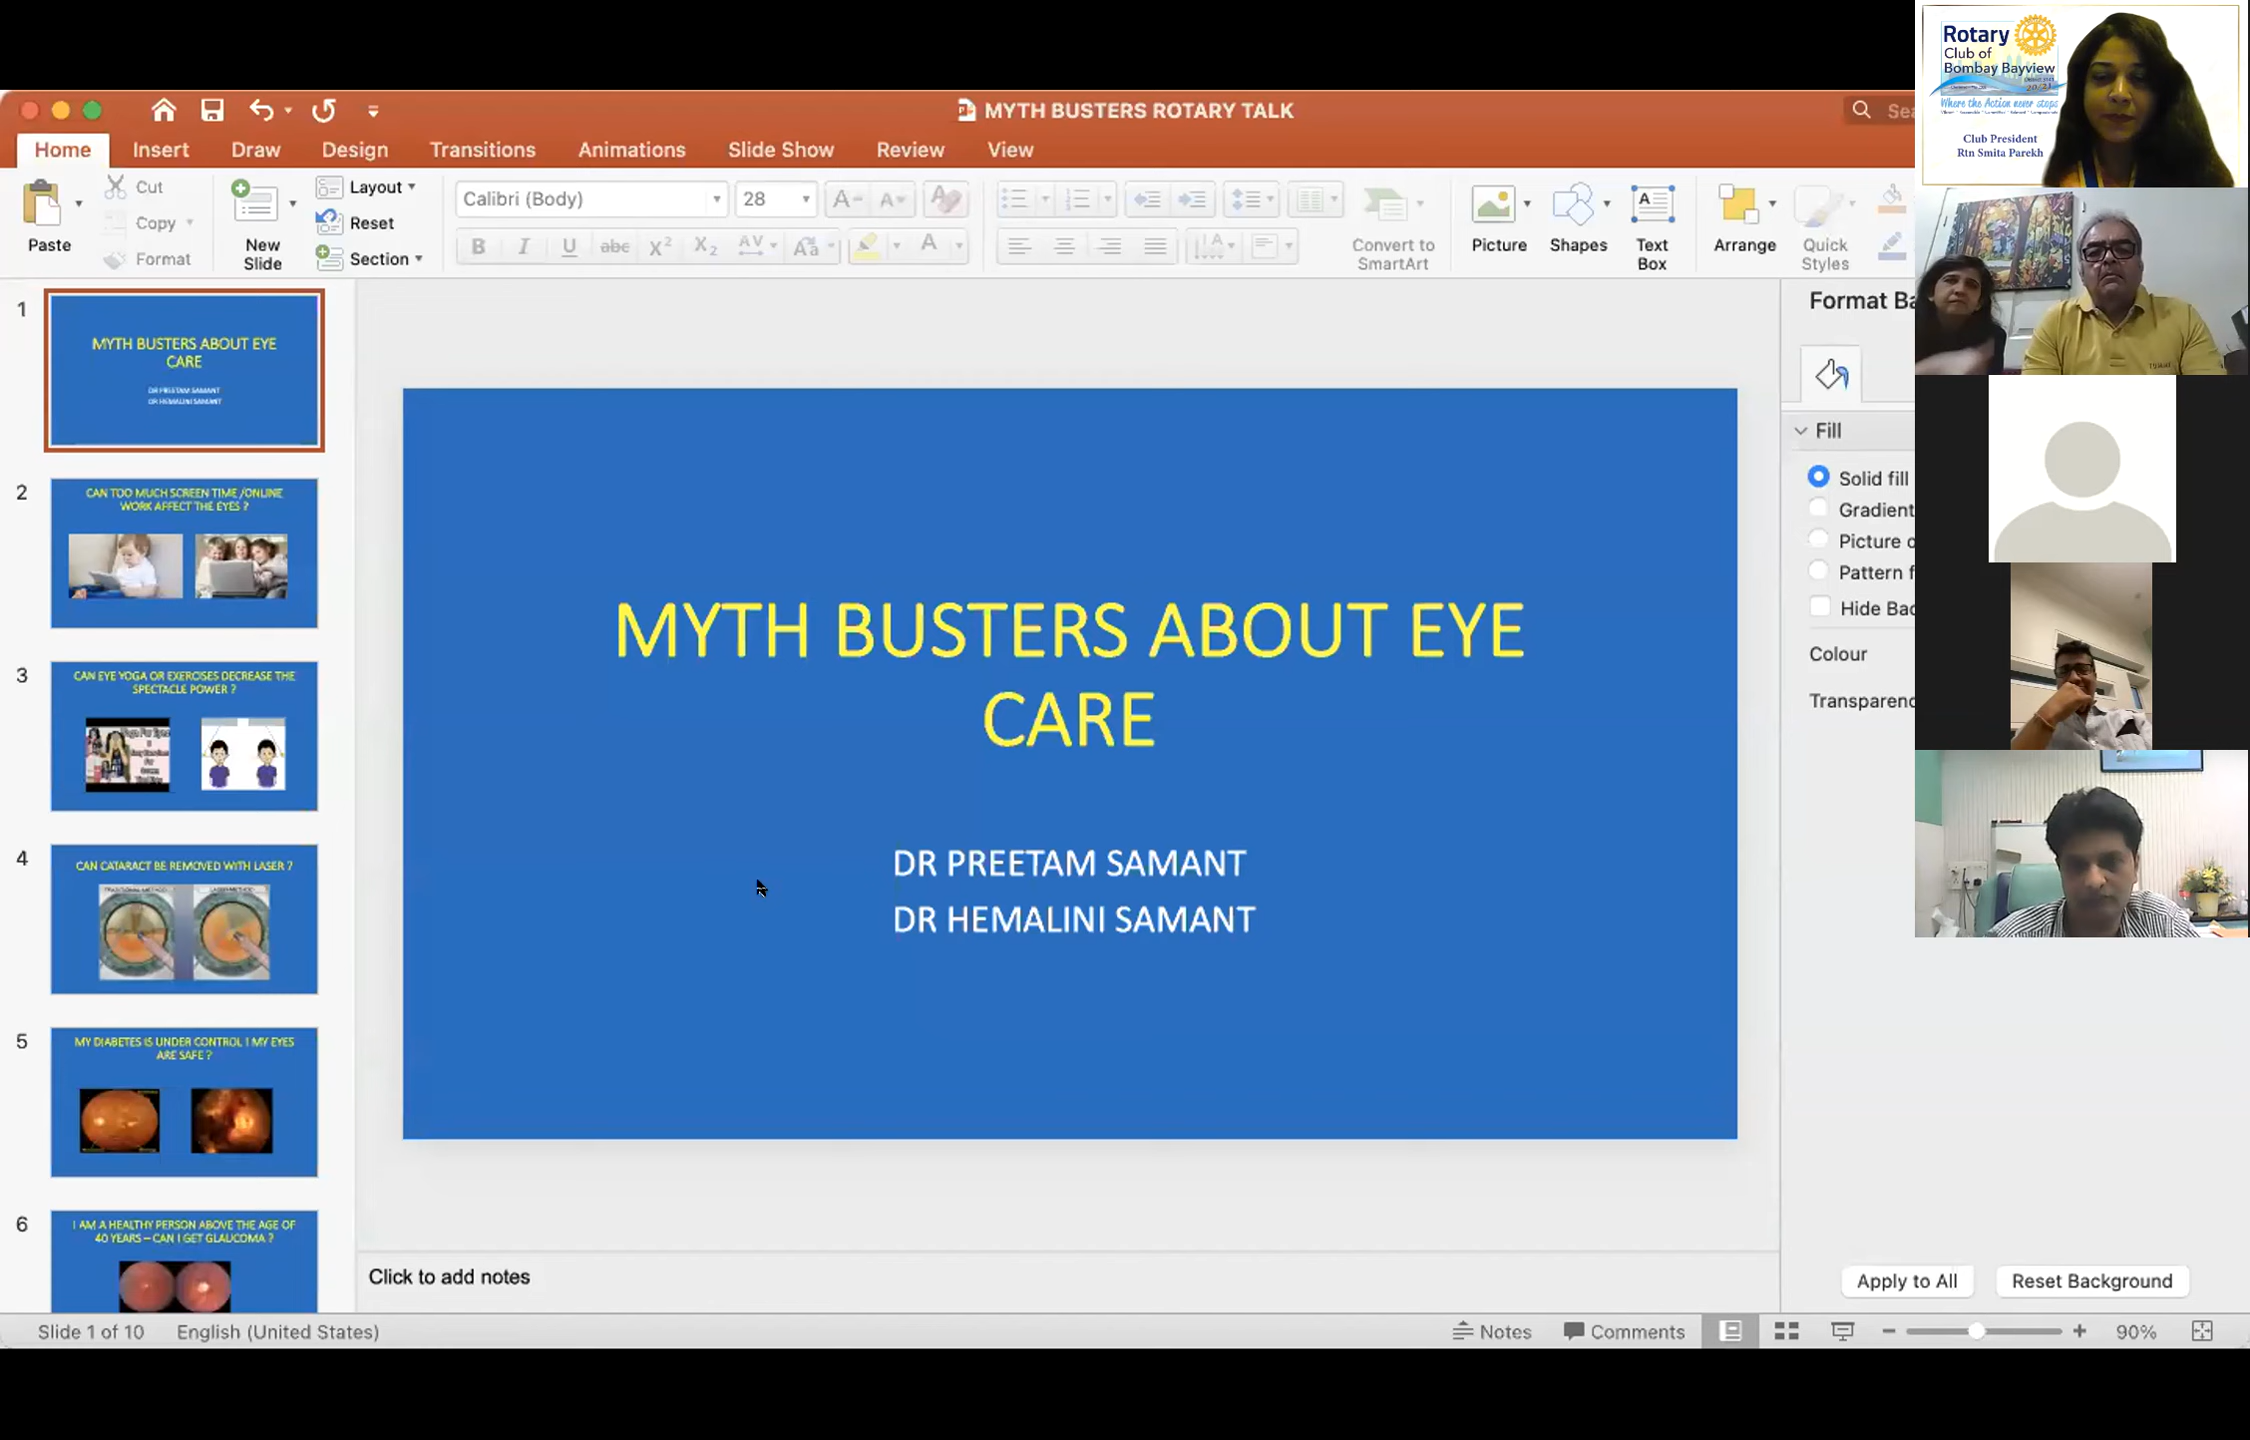 Rotary
Club of
Bombay Bayview
Where the Action never stops
Club President
Rtn Smita Parekh
MYTH BUSTERS ROTARY TALK
Home Insert Draw Design Transitions Animations Slide Show Review View
Paste
Cut
Copy
Format
New
Slide
Layout
Reset
Section
Calibri (Body) 28
Convert to
SmartArt
Picture
Shapes
Text
Box
Arrange
Quick
Styles
1
MYTH BUSTERS ABOUT EYE
CARE
DR PREETAM SAMANT
DR HEMALINI SAMANT
2
CAN TOO MUCH SCREEN TIME /ONLINE
WORK AFFECT THE EYES ?
3
CAN EYE YOGA OR EXERCISES DECREASE THE
SPECTACLE POWER ?
4
CAN CATARACT BE REMOVED WITH LASER ?
5
MY DIABETES IS UNDER CONTROL ! MY EYES
ARE SAFE ?
6
I AM A HEALTHY PERSON ABOVE THE AGE OF
40 YEARS – CAN I GET GLAUCOMA ?
MYTH BUSTERS ABOUT EYE
CARE
DR PREETAM SAMANT
DR HEMALINI SAMANT
Click to add notes
Format Ba
Fill
Solid fill
Gradient
Picture o
Pattern f
Hide Bac
Colour
Transparenc
Apply to All Reset Background
Slide 1 of 10 English (United States) Notes Comments 90%